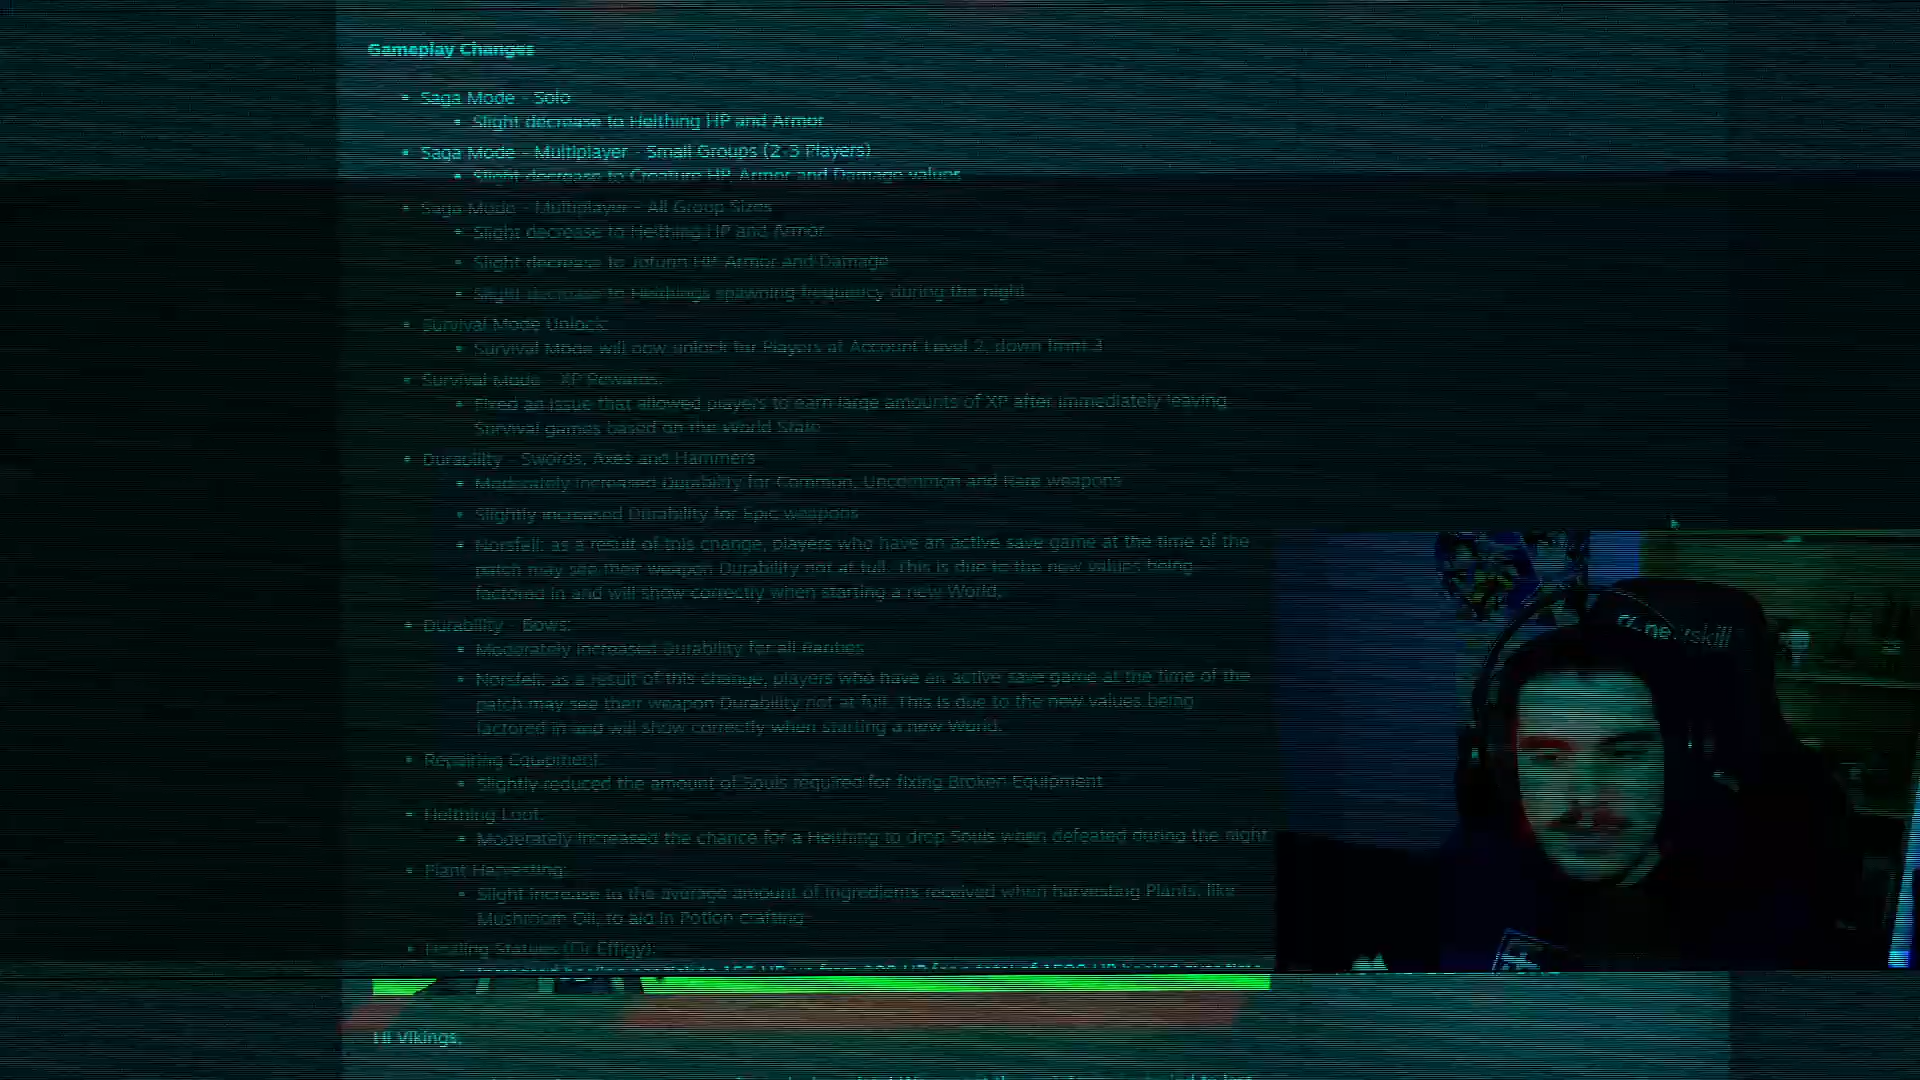 Gameplay Changes
Saga Mode - Solo
Slight decrease to Helthing HP and Armor
Saga Mode - Multiplayer - Small Groups (2-3 Players)
Slight decrease to Creature HP, Armor and Damage values
Saga Mode - Multiplayer - All Group Sizes
Slight decrease to Helthing HP and Armor
Slight decrease to Jotunn HP, Armor and Damage
Slight decrease to Helthings spawning frequency during the night
Survival Mode Unlock:
Survival Mode will now unlock for Players at Account Level 2, down from 3
Survival Mode - XP Rewards:
Fixed an issue that allowed players to earn large amounts of XP after immediately leaving
Survival games based on the World State
Durability - Swords, Axes and Hammers
Moderately increased Durability for Common, Uncommon and Rare weapons
Slightly increased Durability for Epic weapons
Norsfell: as a result of this change, players who have an active save game at the time of the
patch may see their weapon Durability not at full. This is due to the new values being
factored in and will show correctly when starting a new World.
Durability - Bows:
Moderately increased Durability for all Rarities
Norsfell: as a result of this change, players who have an active save game at the time of the
patch may see their weapon Durability not at full. This is due to the new values being
factored in and will show correctly when starting a new World.
Repairing Equipment:
Slightly reduced the amount of Souls required for fixing Broken Equipment
Helthing Loot:
Moderately increased the chance for a Helthing to drop Souls when defeated during the night
Plant Harvesting:
Slight increase to the average amount of Ingredients received when harvesting Plants, like
Mushroom Oil, to aid in Potion crafting
Healing Statues (Eir Effigy):
newskill
Hi Vikings,